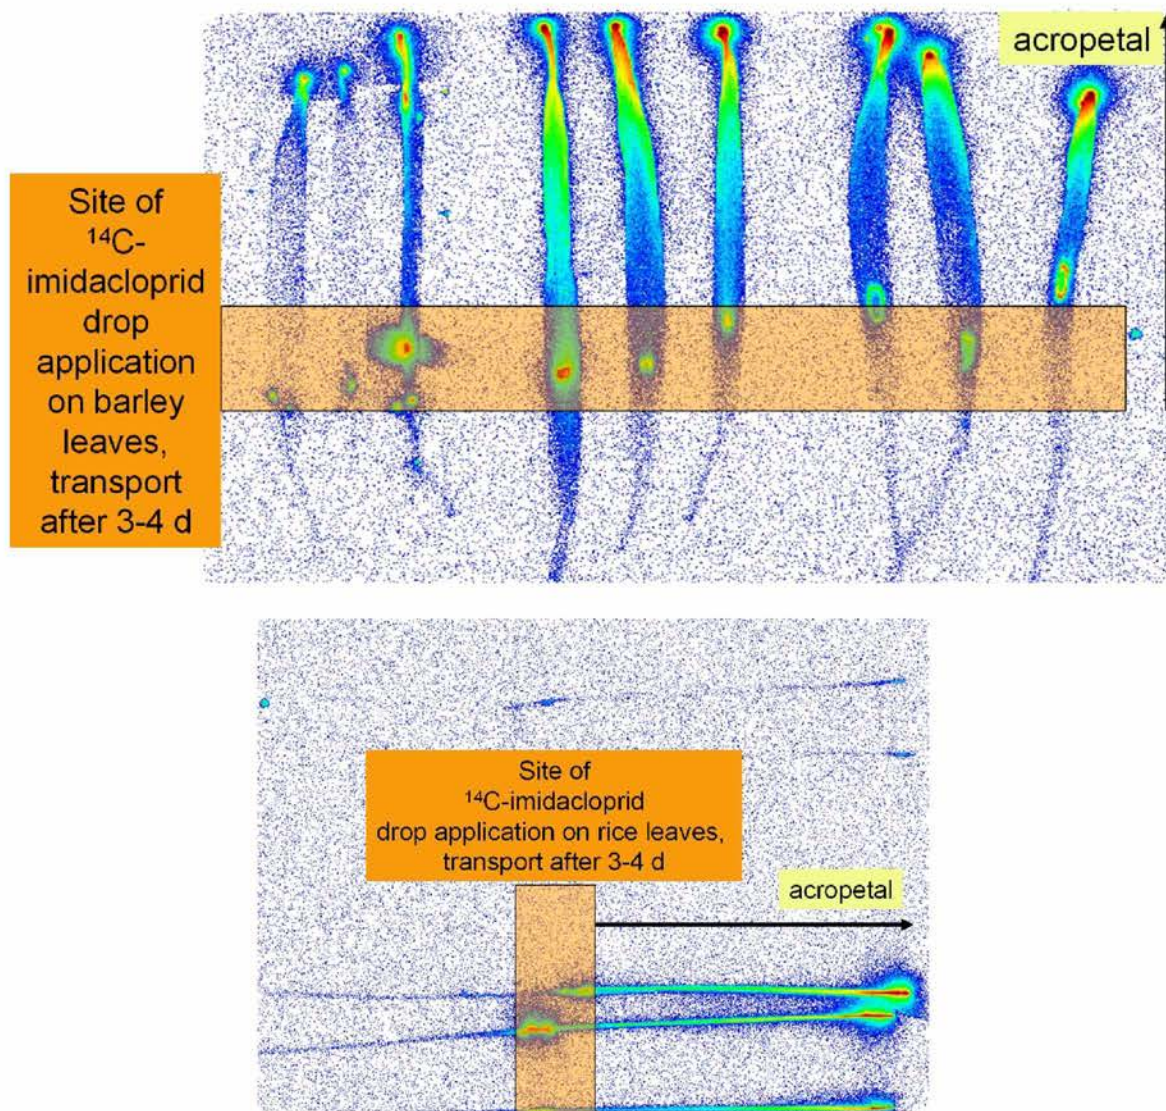 acropetal
Site of
¹⁴C-
imidacloprid
drop
application
on barley
leaves,
transport
after 3-4 d
Site of
¹⁴C-imidacloprid
drop application on rice leaves,
transport after 3-4 d
acropetal